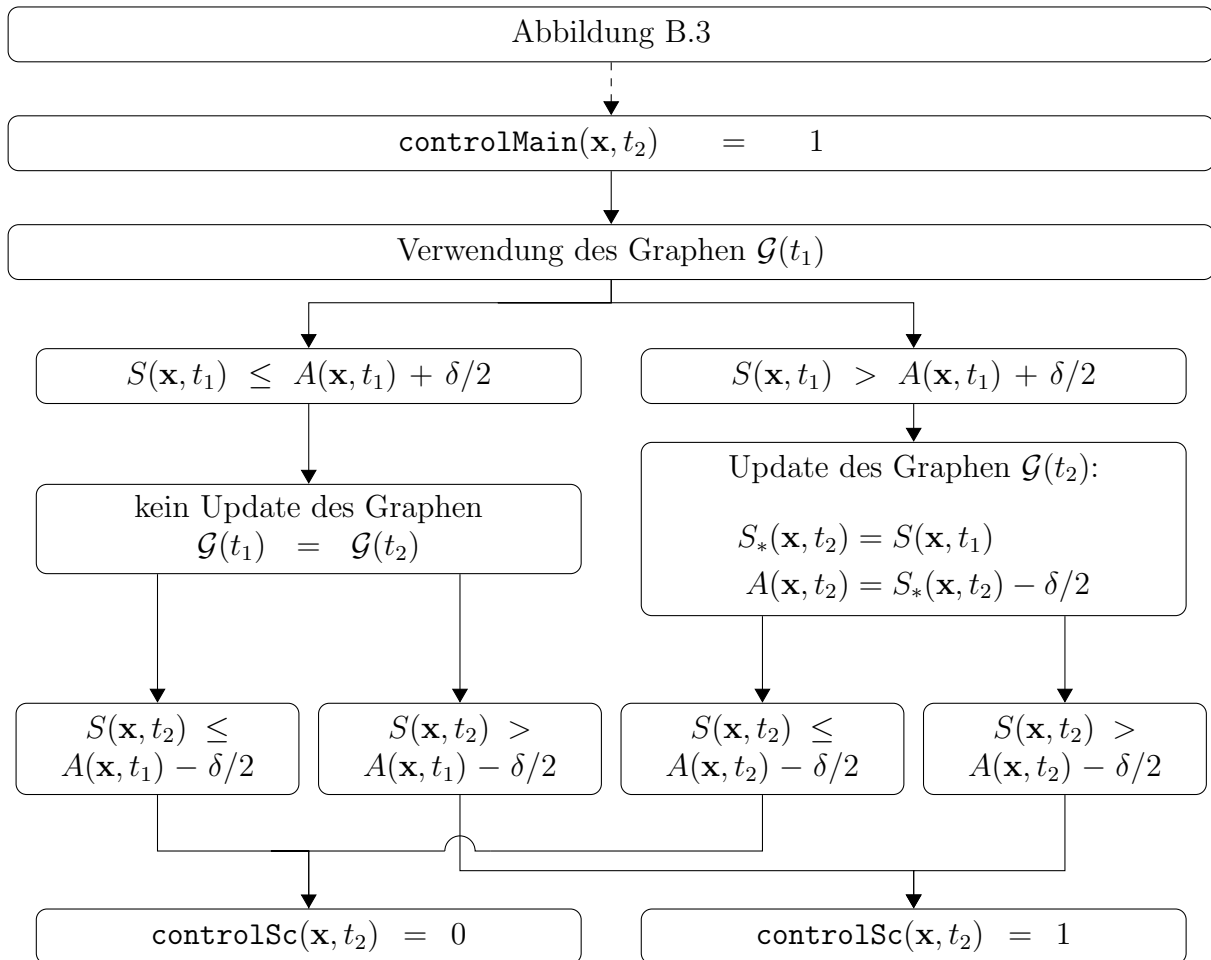 Abbildung B.3
controlMain(x, t₂) = 1
Verwendung des Graphen 𝒢(t₁)
S(x, t₁) ≤ A(x, t₁) + δ/2
S(x, t₁) > A(x, t₁) + δ/2
kein Update des Graphen
𝒢(t₁) = 𝒢(t₂)
Update des Graphen 𝒢(t₂):
S∗(x, t₂) = S(x, t₁)
A(x, t₂) = S∗(x, t₂) − δ/2
S(x, t₂) ≤
A(x, t₁) − δ/2
S(x, t₂) >
A(x, t₁) − δ/2
S(x, t₂) ≤
A(x, t₂) − δ/2
S(x, t₂) >
A(x, t₂) − δ/2
controlSc(x, t₂) = 0
controlSc(x, t₂) = 1